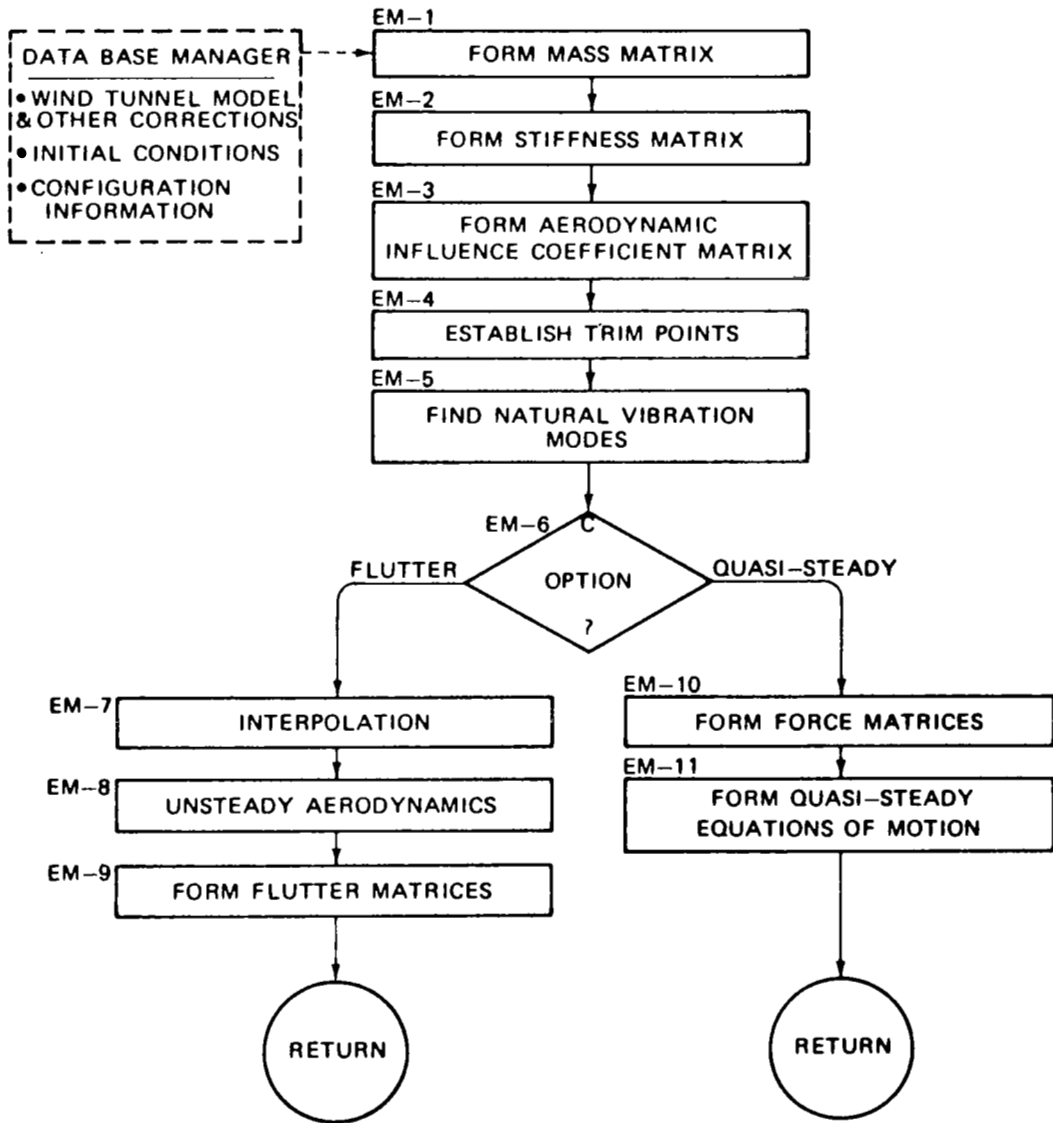 EM-1
DATA BASE MANAGER
• WIND TUNNEL MODEL
& OTHER CORRECTIONS
• INITIAL CONDITIONS
• CONFIGURATION
INFORMATION
FORM MASS MATRIX
EM-2
FORM STIFFNESS MATRIX
EM-3
FORM AERODYNAMIC
INFLUENCE COEFFICIENT MATRIX
EM-4
ESTABLISH TRIM POINTS
EM-5
FIND NATURAL VIBRATION
MODES
EM-6 C
OPTION
?
FLUTTER
QUASI-STEADY
EM-7
INTERPOLATION
EM-8
UNSTEADY AERODYNAMICS
EM-9
FORM FLUTTER MATRICES
RETURN
EM-10
FORM FORCE MATRICES
EM-11
FORM QUASI-STEADY
EQUATIONS OF MOTION
RETURN